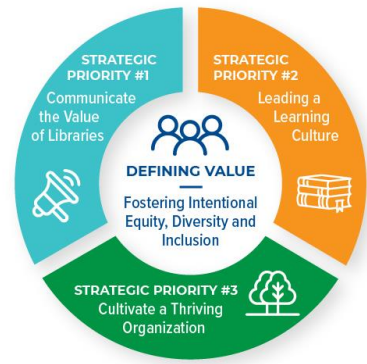 STRATEGIC
PRIORITY #1
Communicate
the Value
of Libraries
STRATEGIC
PRIORITY #2
Leading a
Learning
Culture
DEFINING VALUE
Fostering Intentional
Equity, Diversity and
Inclusion
STRATEGIC PRIORITY #3
Cultivate a Thriving
Organization